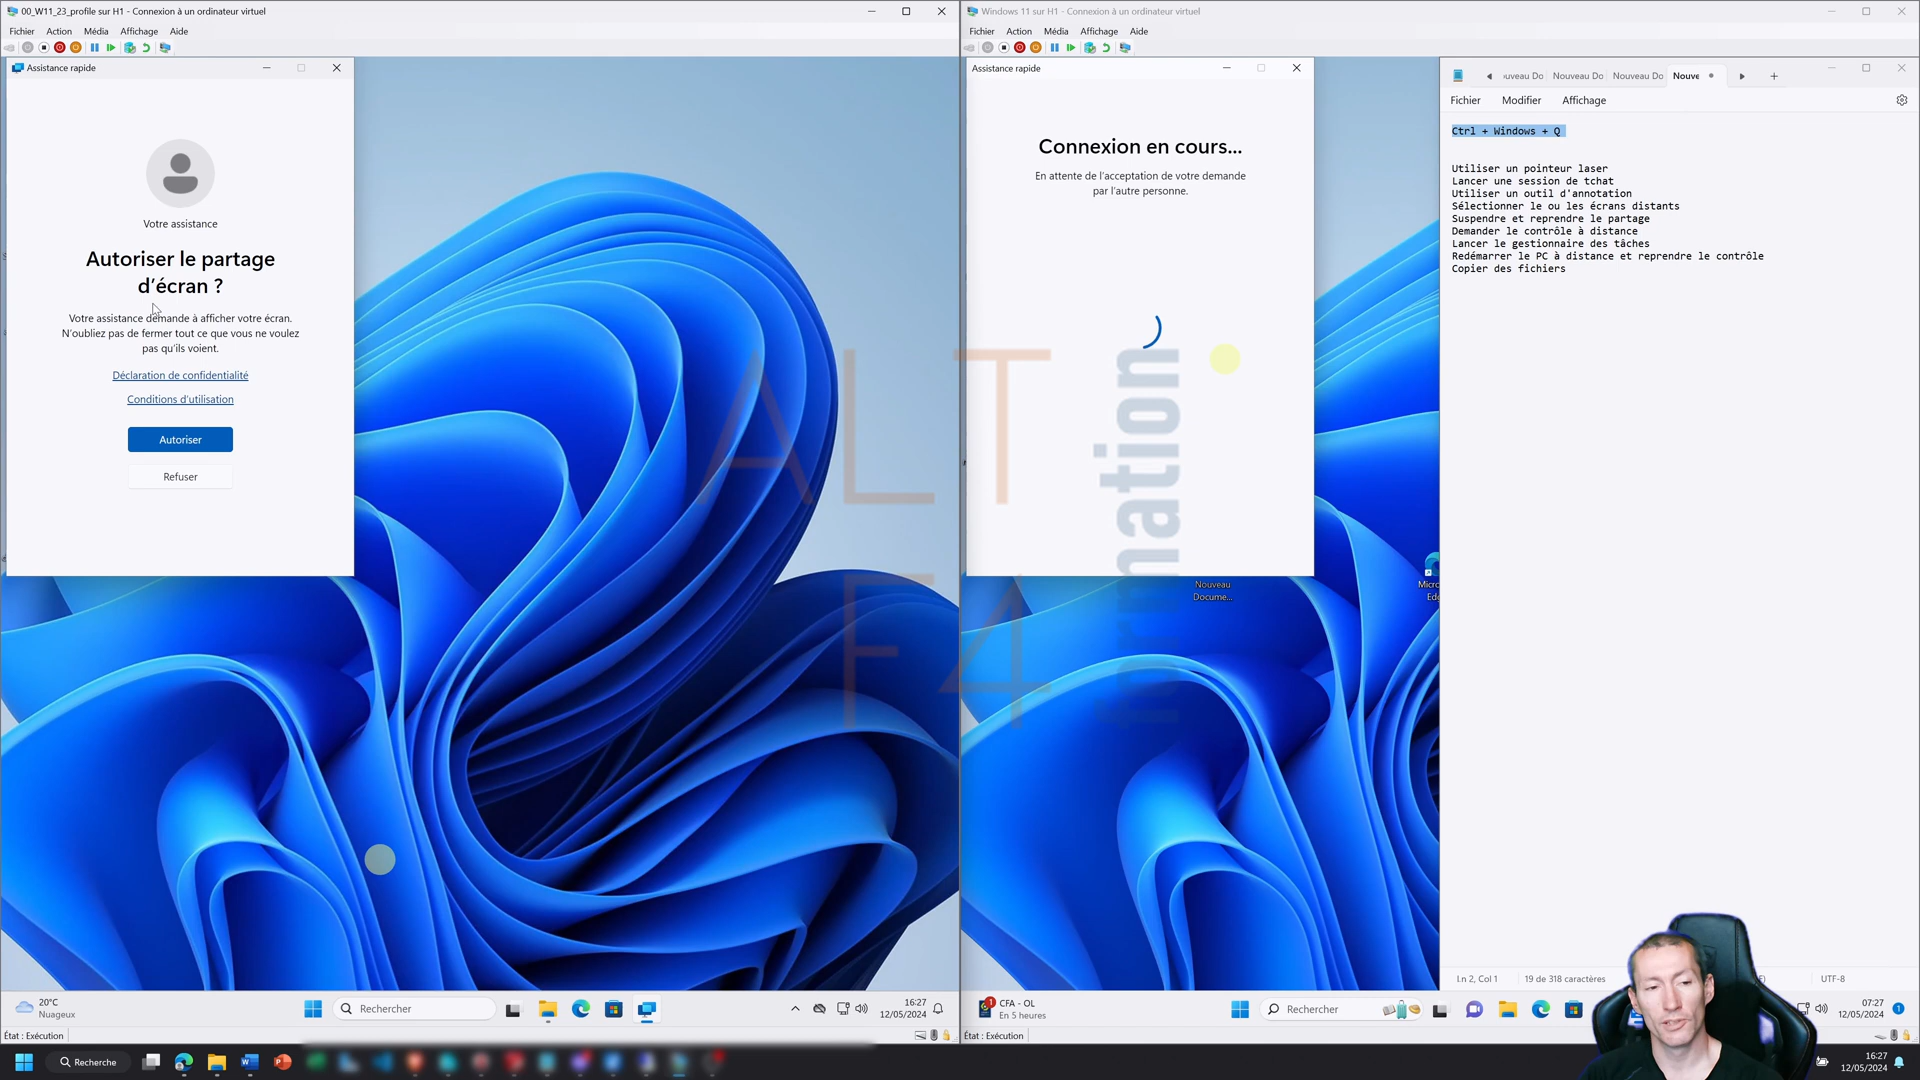 00_W11_23_profile sur H1 - Connexion à un ordinateur virtuel
Fichier Action Média Affichage Aide
Assistance rapide
Votre assistance
Autoriser le partage
d’écran ?
Votre assistance demande à afficher votre écran.
N’oubliez pas de fermer tout ce que vous ne voulez
pas qu’ils voient.
Déclaration de confidentialité
Conditions d’utilisation
Autoriser
Refuser
20°C
Nuageux
Rechercher
16:27
12/05/2024
État : Exécution
Windows 11 sur H1 - Connexion à un ordinateur virtuel
Fichier Action Média Affichage Aide
Assistance rapide
Connexion en cours...
En attente de l’acceptation de votre demande
par l’autre personne.
Nouveau
Docume...
ALT
F4
formation
Nouveau Do Nouveau Do
Fichier Modifier Affichage
Ctrl + Windows + Q
Utiliser un pointeur laser
Lancer une session de tchat
Utiliser un outil d'annotation
Sélectionner le ou les écrans distants
Suspendre et reprendre le partage
Demander le contrôle à distance
Lancer le gestionnaire des tâches
Redémarrer le PC à distance et reprendre le contrôle
Copier des fichiers
Ln 2, Col 1 19 de 318 caractères UTF-8
1
CFA - OL
En 5 heures
Rechercher
07:27
12/05/2024
1
État : Exécution
Recherche
16:27
12/05/2024